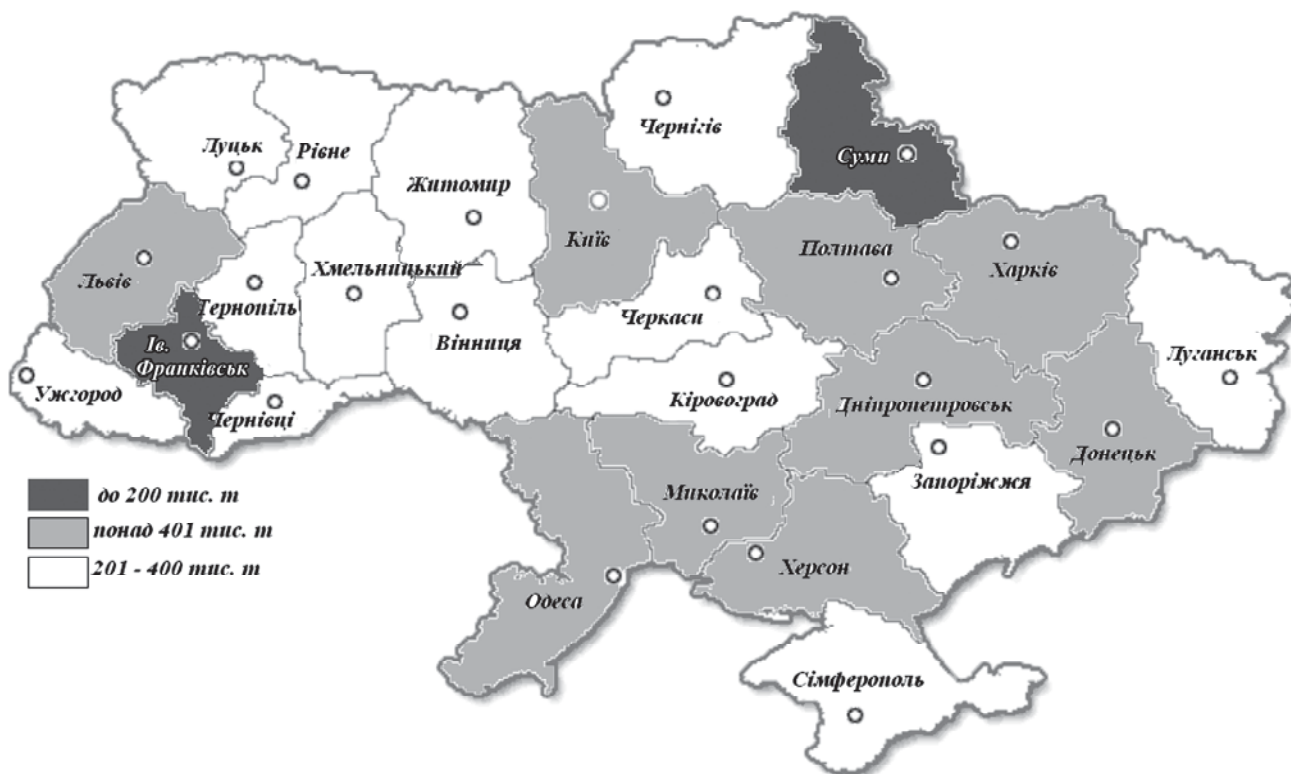 Чернігів
Суми
Луцьк
Рівне
Житомир
Київ
Полтава
Харків
Львів
Хмельницький
Тернопіль
Черкаси
Вінниця
Луганськ
Ів.
Франківськ
Ужгород
Чернівці
Кіровоград
Дніпропетровськ
Донецьк
Запоріжжя
Миколаїв
Херсон
Одеса
Сімферополь
до 200 тис. т
понад 401 тис. т
201 - 400 тис. т